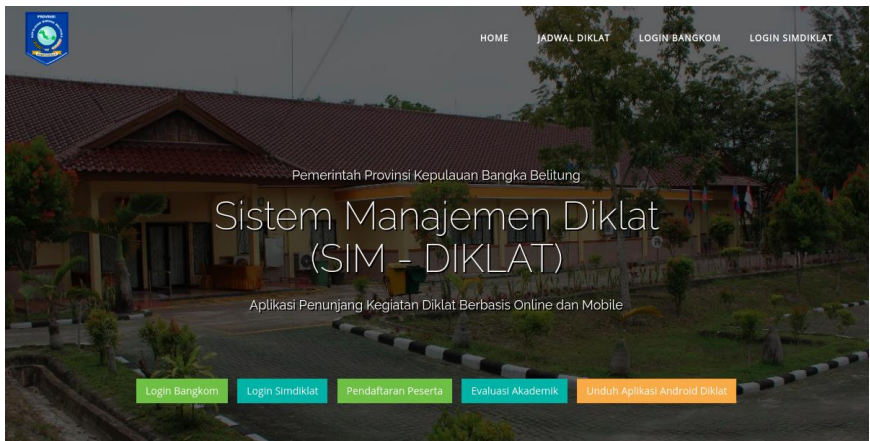 PROVINSI
HOME
JADWAL DIKLAT
LOGIN BANGKOM
LOGIN SIMDIKLAT
Pemerintah Provinsi Kepulauan Bangka Belitung
Sistem Manajemen Diklat
(SIM - DIKLAT)
Aplikasi Penunjang Kegiatan Diklat Berbasis Online dan Mobile
Login Bangkom
Login Simdiklat
Pendaftaran Peserta
Evaluasi Akademik
Unduh Aplikasi Android Diklat